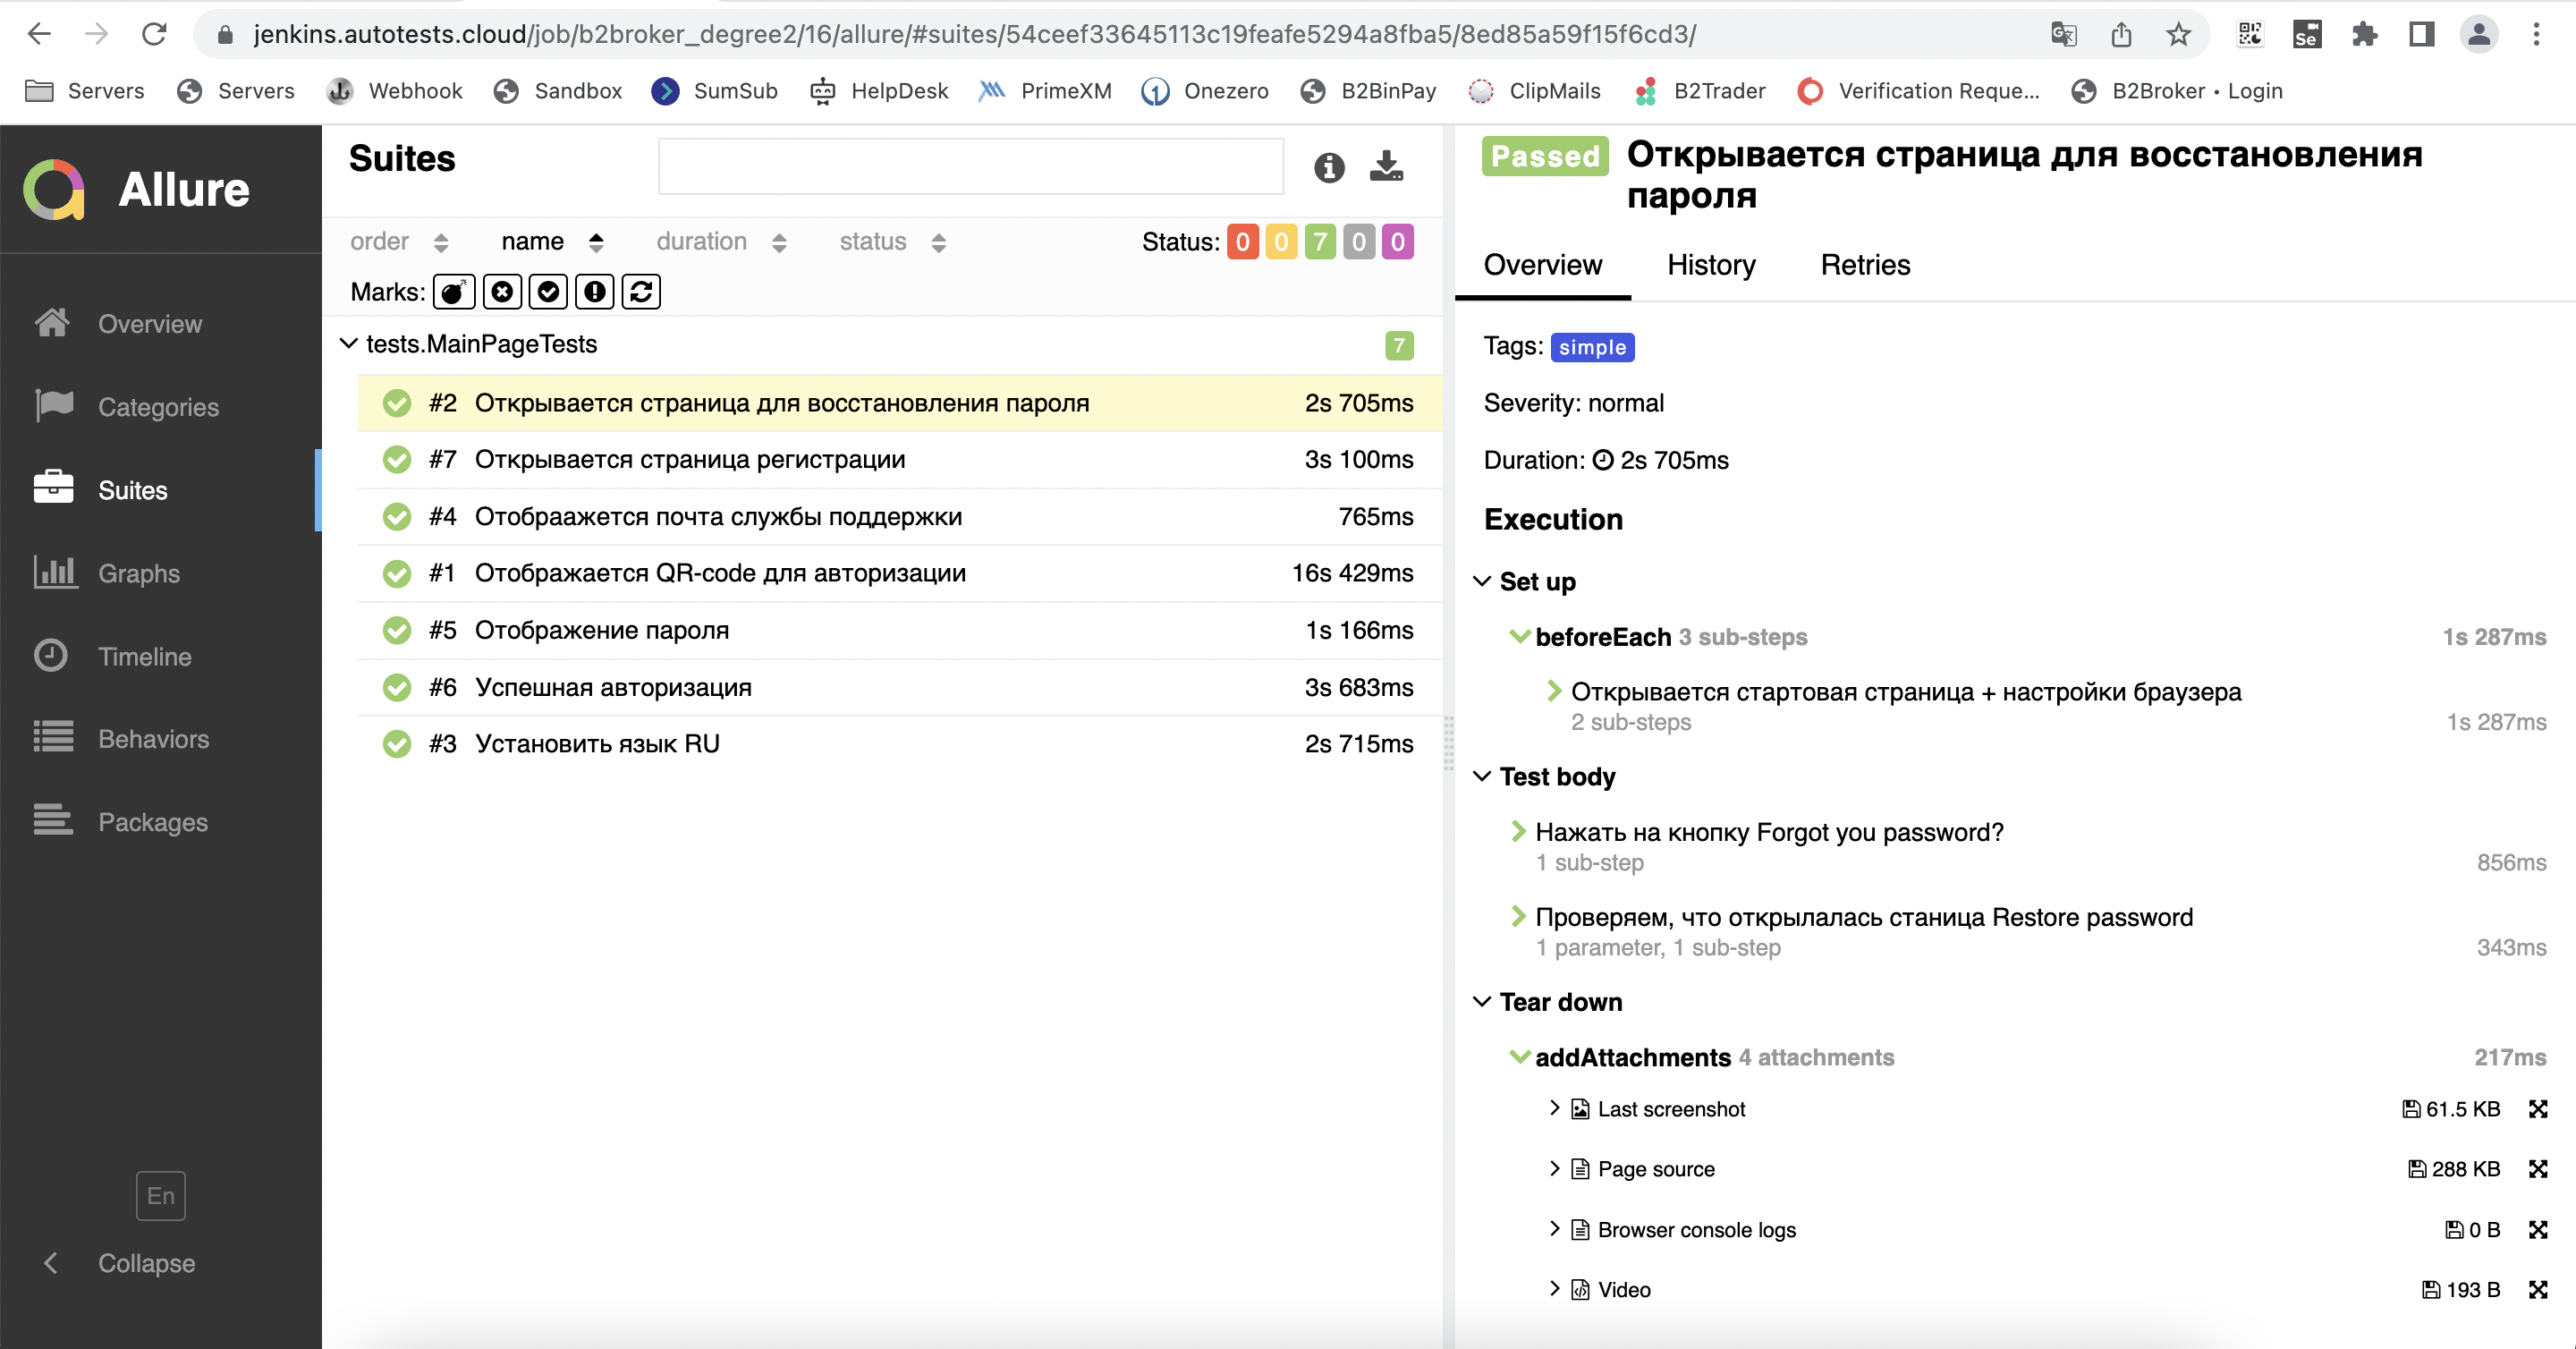 jenkins.autotests.cloud/job/b2broker_degree2/16/allure/#suites/54ceef33645113c19feafe5294a8fba5/8ed85a59f15f6cd3/
Se
Servers Servers Webhook Sandbox SumSub HelpDesk PrimeXM Onezero B2BinPay ClipMails B2Trader Verification Reque... B2Broker • Login
Allure
Overview
Categories
Suites
Graphs
Timeline
Behaviors
Packages
En
Collapse
Suites
order name duration status Status: 0 0 7 0 0
Marks:
tests.MainPageTests 7
#2 Открывается страница для восстановления пароля 2s 705ms
#7 Открывается страница регистрации 3s 100ms
#4 Отобраажется почта службы поддержки 765ms
#1 Отображается QR-code для авторизации 16s 429ms
#5 Отображение пароля 1s 166ms
#6 Успешная авторизация 3s 683ms
#3 Установить язык RU 2s 715ms
Passed Открывается страница для восстановления
пароля
Overview History Retries
Tags: simple
Severity: normal
Duration: 2s 705ms
Execution
Set up
beforeEach 3 sub-steps 1s 287ms
Открывается стартовая страница + настройки браузера
2 sub-steps 1s 287ms
Test body
Нажать на кнопку Forgot you password?
1 sub-step 856ms
Проверяем, что открылалась станица Restore password
1 parameter, 1 sub-step 343ms
Tear down
addAttachments 4 attachments 217ms
Last screenshot 61.5 KB
Page source 288 KB
Browser console logs 0 B
Video 193 B